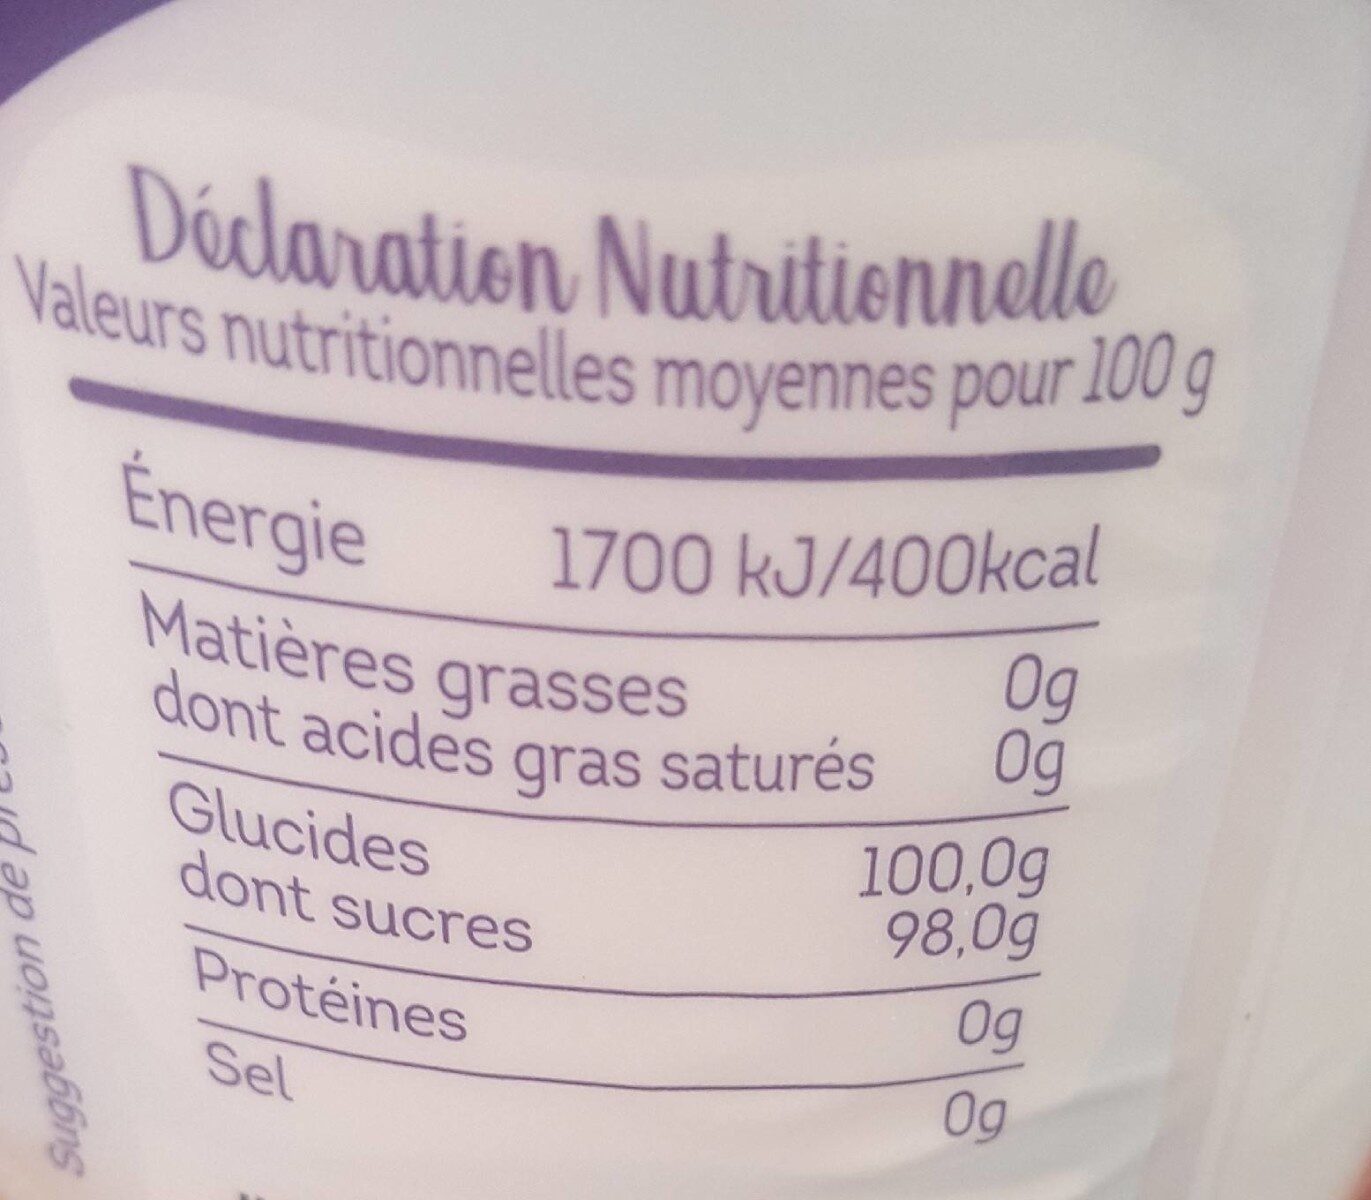 Déclaration Nutritionnelle
Valeurs nutritionnelles moyennes pour 100 g
Énergie 1700 kJ/400kcal
Matières grasses 0g
dont acides gras saturés 0g
Glucides 100,0g
dont sucres 98,0g
Protéines 0g
Sel 0g
Suggestion de